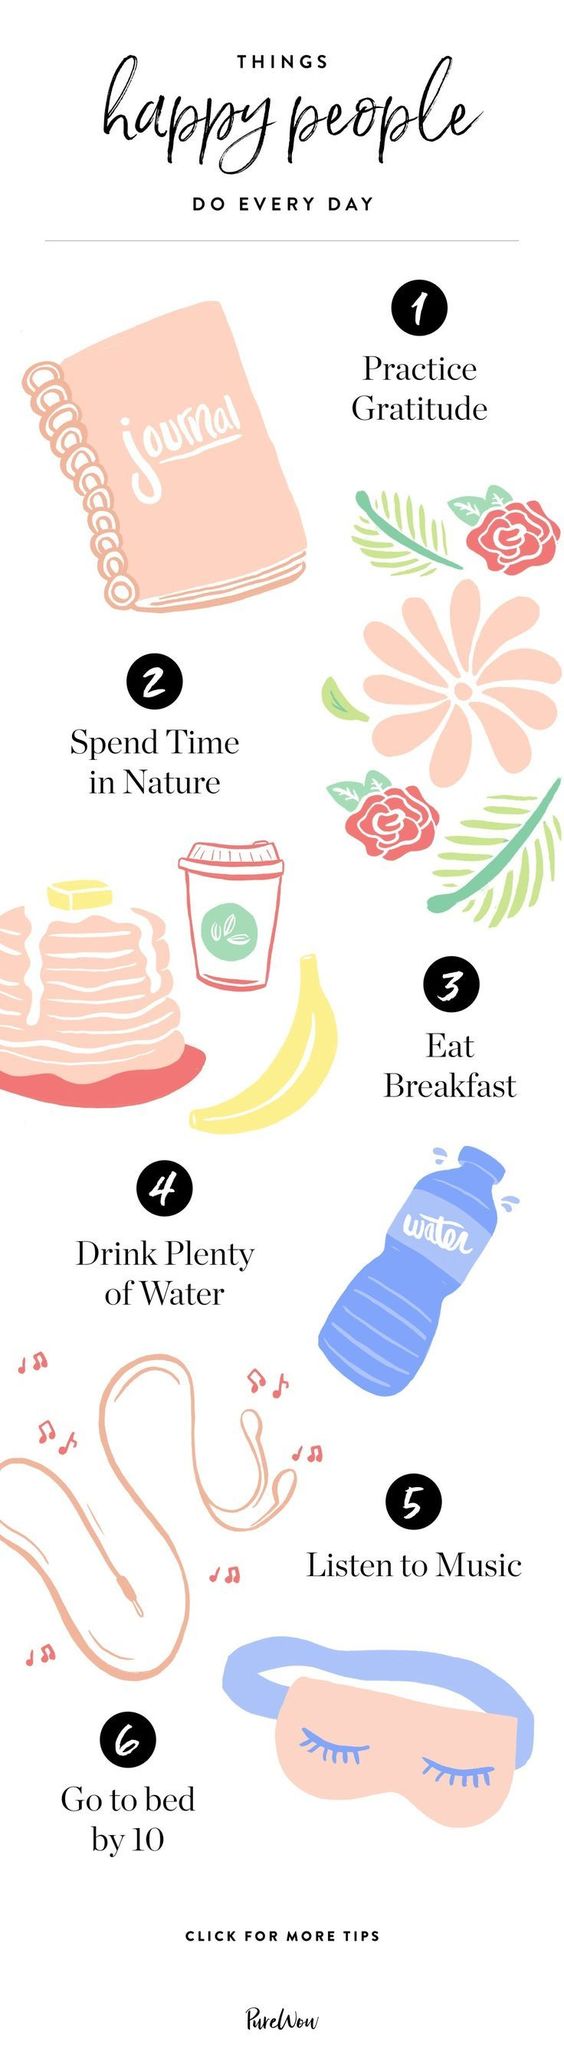 THINGS
happy people
DO EVERY DAY
1
Practice
Gratitude
journal
2
Spend Time
in Nature
3
Eat
Breakfast
4
Drink Plenty
of Water
water
5
Listen to Music
6
Go to bed
by 10
CLICK FOR MORE TIPS
PureWow